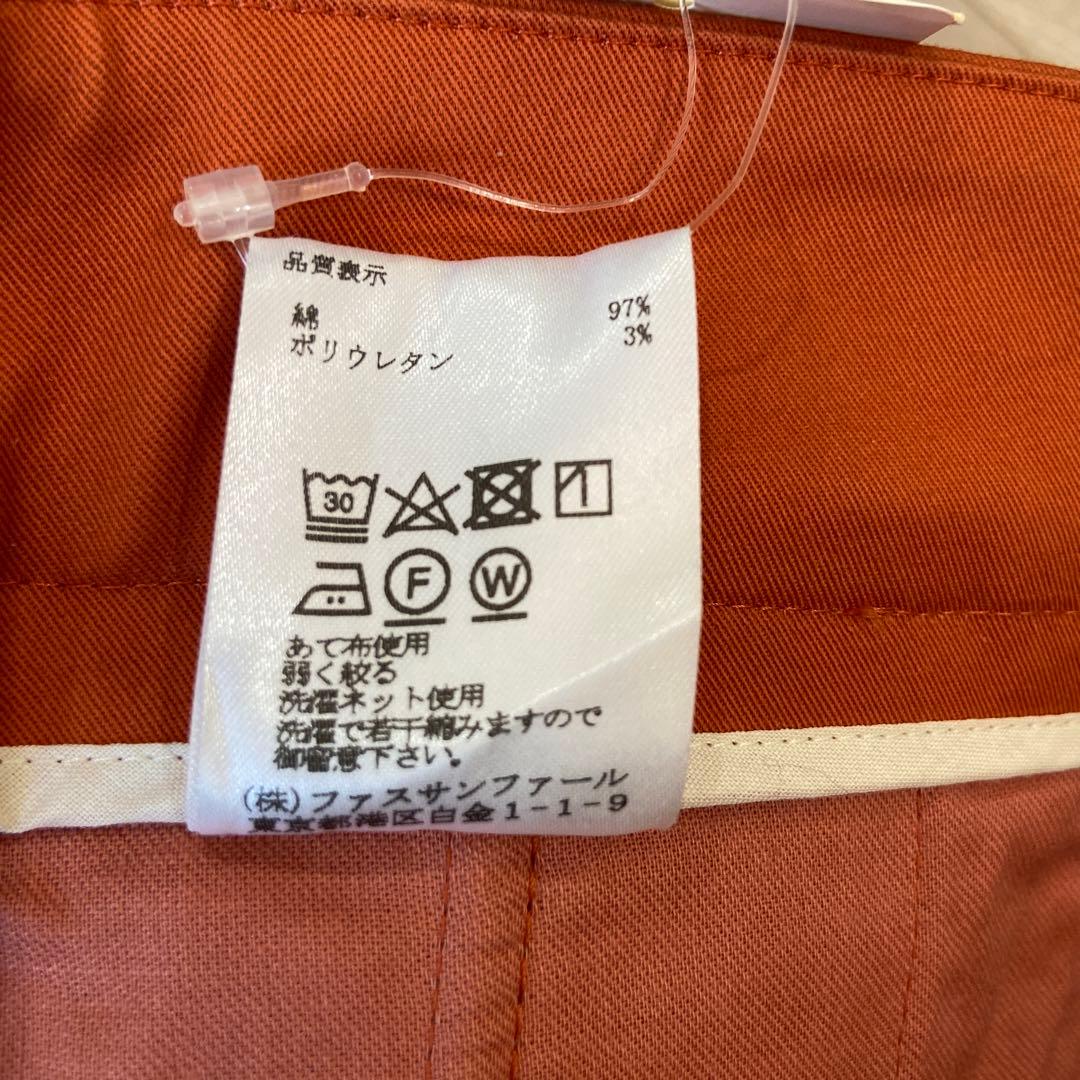 品質表示
綿 97%
ポリウレタン 3%
30
F W
あて布使用
弱く絞る
洗濯ネット使用
洗濯で若干縮みますので
御留意下さい。
(株)ファスサンファール
東京都港区白金1-1-9